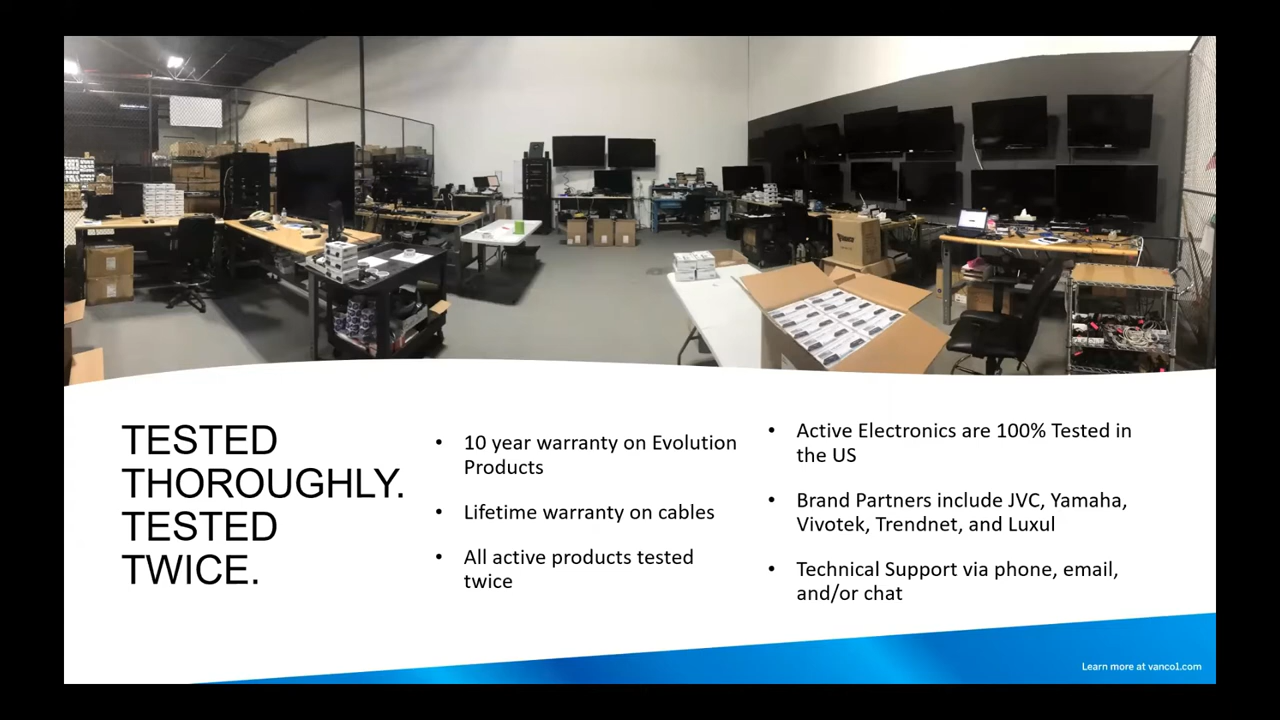 TESTED
THOROUGHLY.
TESTED
TWICE.
• 10 year warranty on Evolution
Products
• Lifetime warranty on cables
• All active products tested
twice
• Active Electronics are 100% Tested in
the US
• Brand Partners include JVC, Yamaha,
Vivotek, Trendnet, and Luxul
• Technical Support via phone, email,
and/or chat
Learn more at vanco1.com